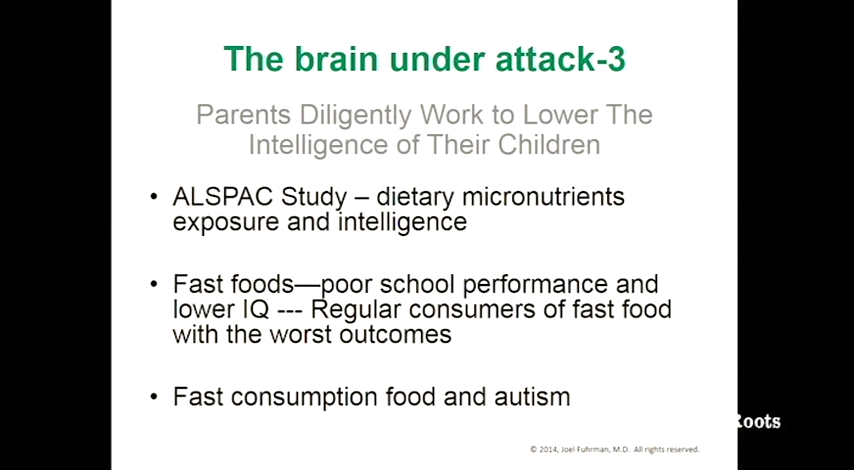 The brain under attack-3
Parents Diligently Work to Lower The
Intelligence of Their Children
• ALSPAC Study – dietary micronutrients
exposure and intelligence
• Fast foods—poor school performance and
lower IQ --- Regular consumers of fast food
with the worst outcomes
• Fast consumption food and autism
Roots
© 2014, Joel Fuhrman, M.D. All rights reserved.